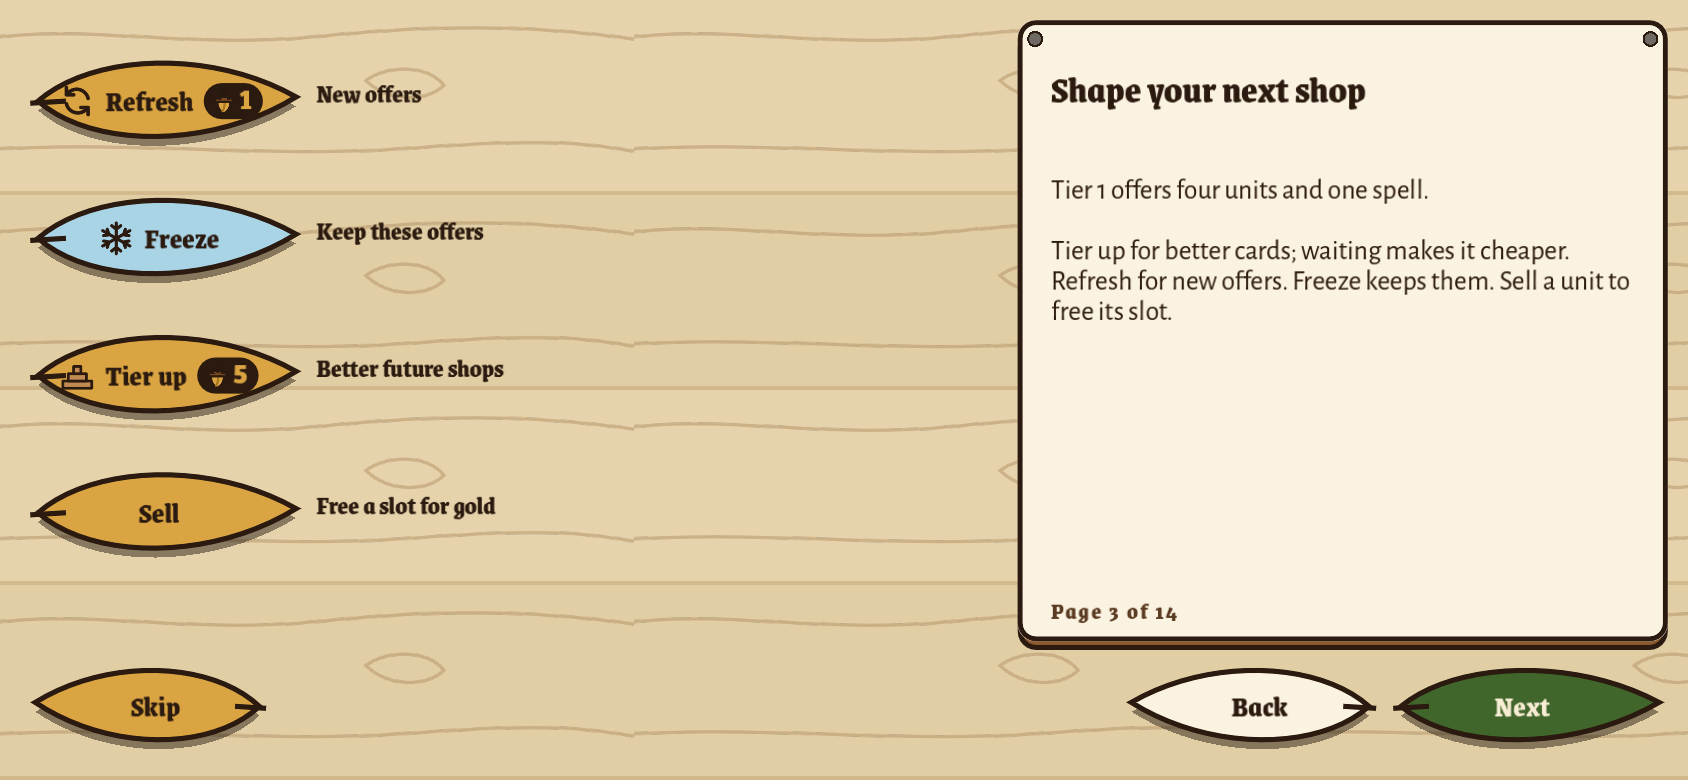 Refresh 1
New offers
Freeze
Keep these offers
Tier up 5
Better future shops
Sell
Free a slot for gold
Skip
Shape your next shop
Tier 1 offers four units and one spell.
Tier up for better cards; waiting makes it cheaper.
Refresh for new offers. Freeze keeps them. Sell a unit to
free its slot.
Page 3 of 14
Back
Next